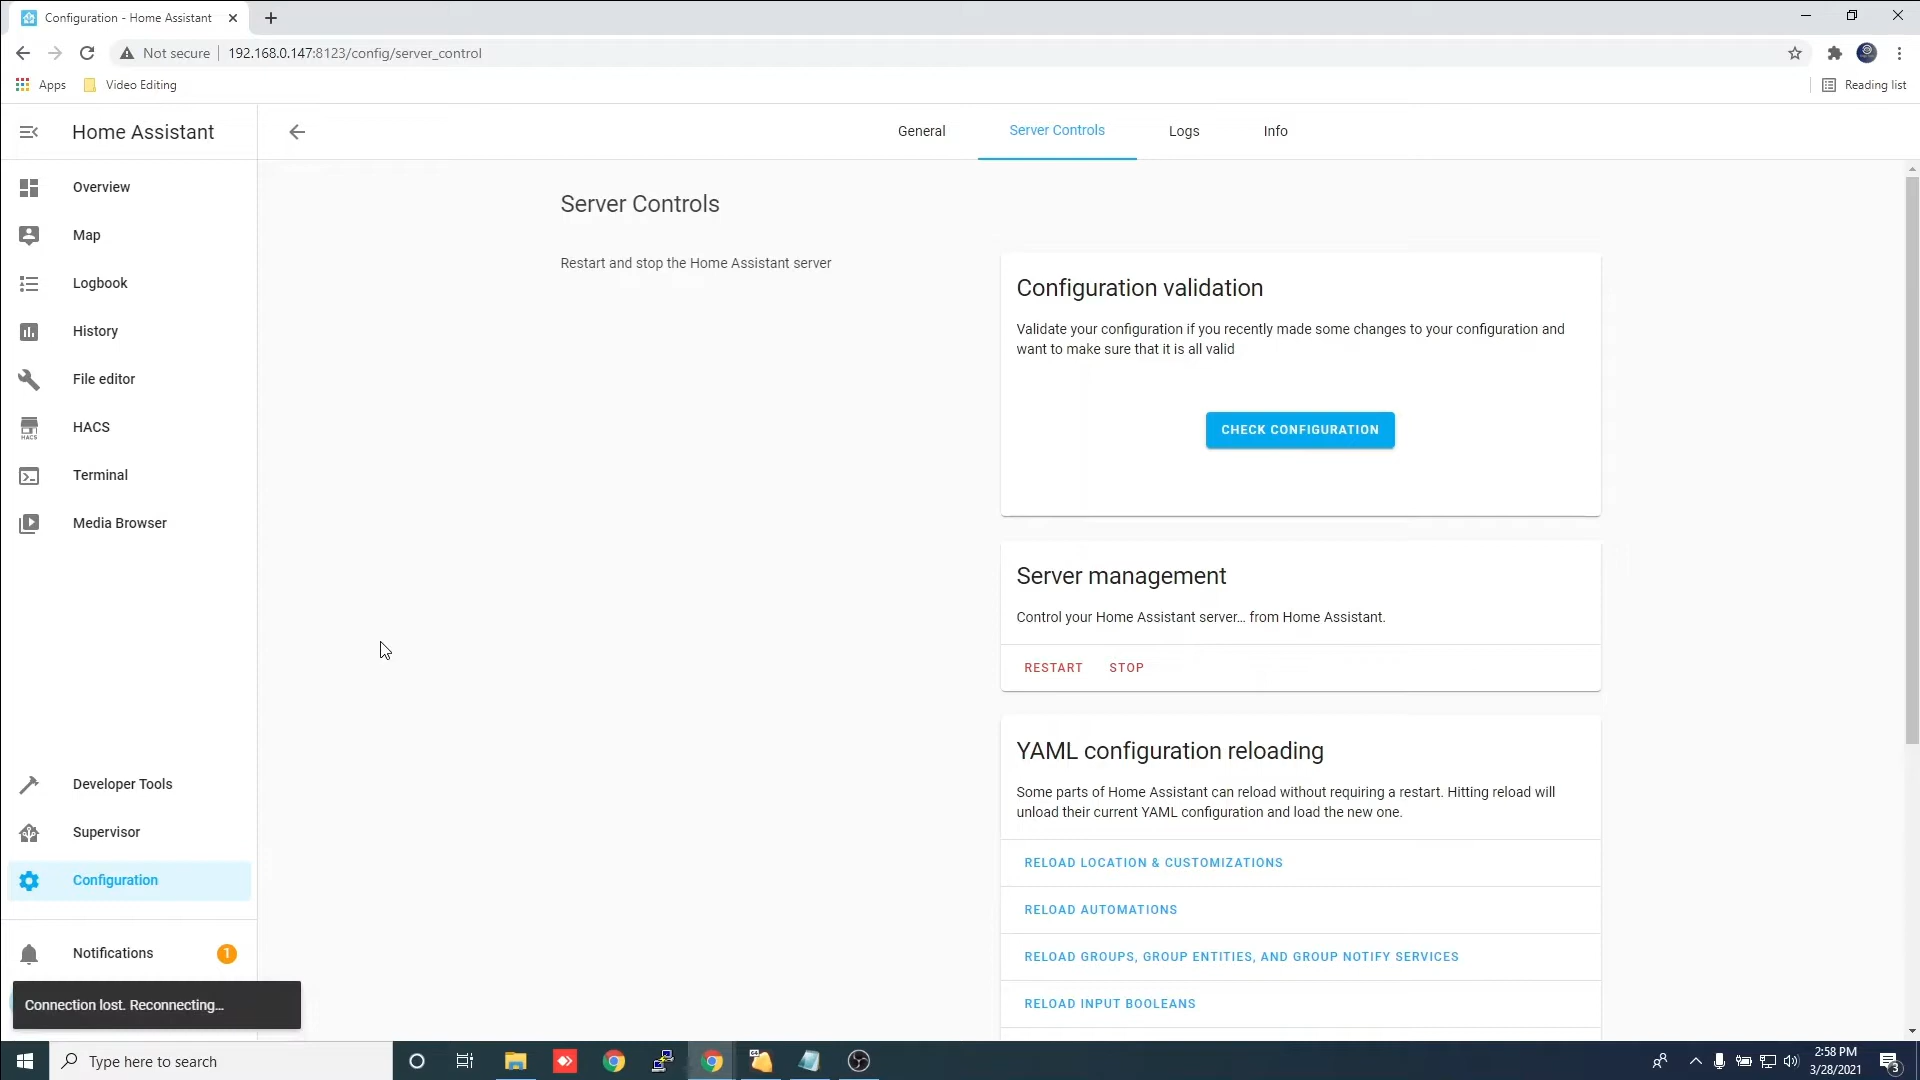 Configuration - Home Assistant
Not secure
192.168.0.147:8123/config/server_control
Apps
Video Editing
Reading list
Home Assistant
General
Server Controls
Logs
Info
Overview
Map
Logbook
History
File editor
HACS
HACS
Terminal
Media Browser
Developer Tools
Supervisor
Configuration
Notifications
1
Connection lost. Reconnecting...
Server Controls
Restart and stop the Home Assistant server
Configuration validation
Validate your configuration if you recently made some changes to your configuration and
want to make sure that it is all valid
CHECK CONFIGURATION
Server management
Control your Home Assistant server… from Home Assistant.
RESTART
STOP
YAML configuration reloading
Some parts of Home Assistant can reload without requiring a restart. Hitting reload will
unload their current YAML configuration and load the new one.
RELOAD LOCATION & CUSTOMIZATIONS
RELOAD AUTOMATIONS
RELOAD GROUPS, GROUP ENTITIES, AND GROUP NOTIFY SERVICES
RELOAD INPUT BOOLEANS
Type here to search
64
2:58 PM
3/28/2021
3